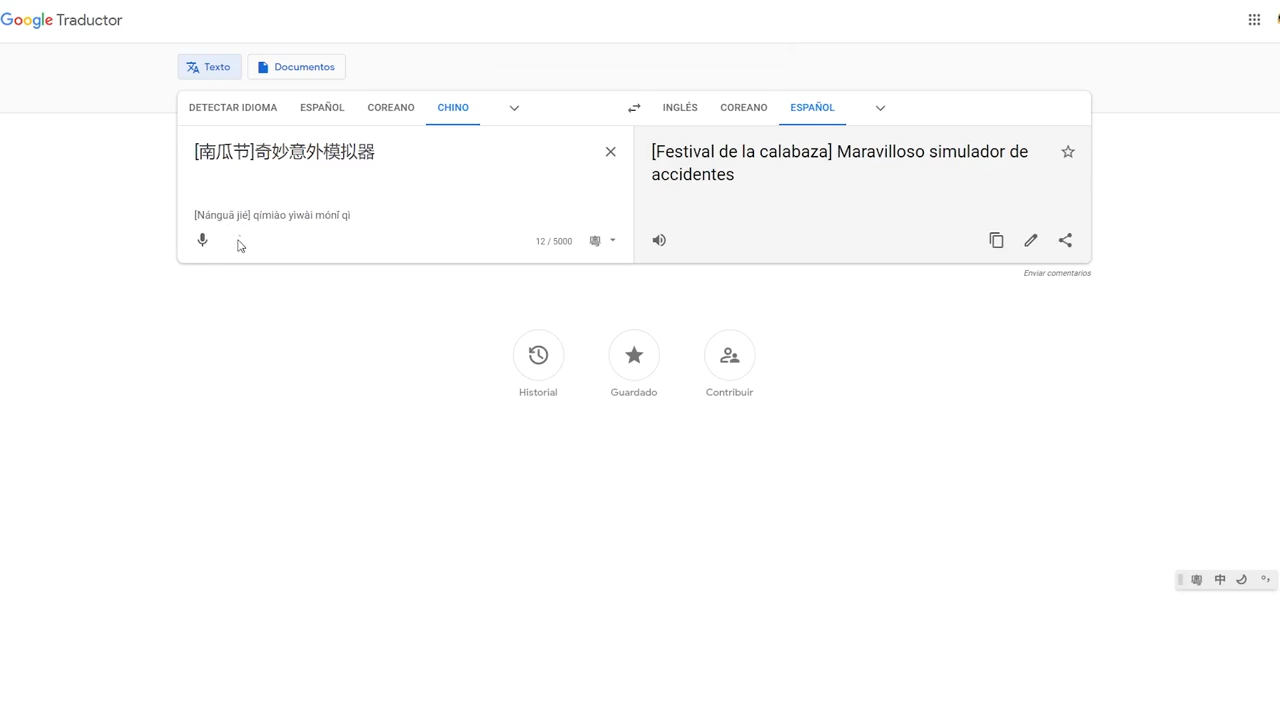 Google Traductor
Texto
Documentos
DETECTAR IDIOMA ESPAÑOL COREANO CHINO
INGLÉS COREANO ESPAÑOL
[南瓜节]奇妙意外模拟器
[Nánguā jié] qímiào yìwài mónǐ qì
12 / 5000
[Festival de la calabaza] Maravilloso simulador de
accidentes
Enviar comentarios
Historial
Guardado
Contribuir
中